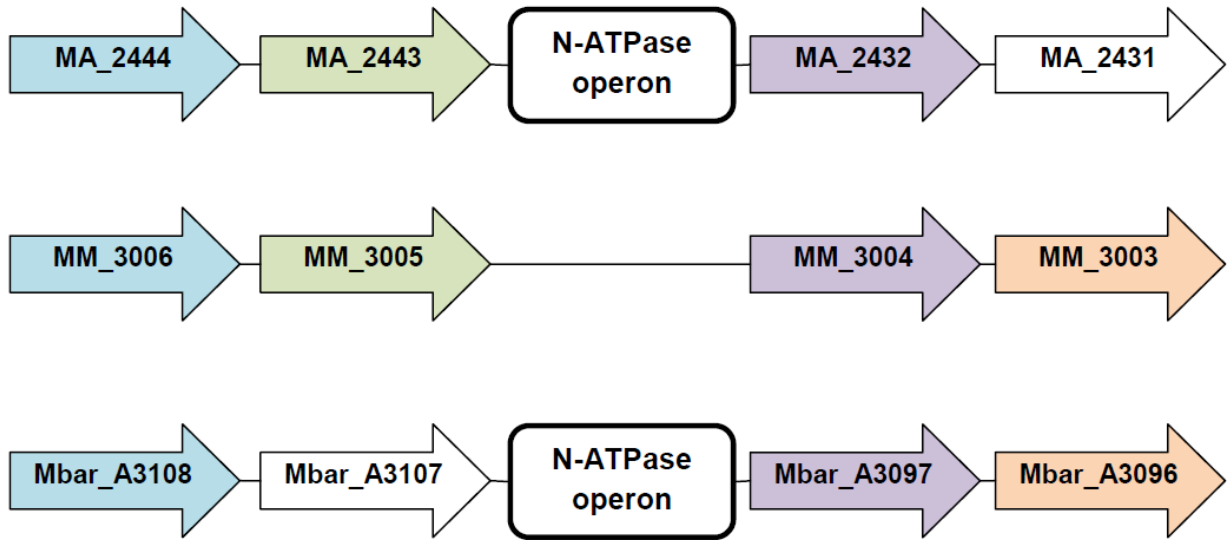 MA_2444
MA_2443
N-ATPase
operon
MA_2432
MA_2431
MM_3006
MM_3005
MM_3004
MM_3003
Mbar_A3108
Mbar_A3107
N-ATPase
operon
Mbar_A3097
Mbar_A3096